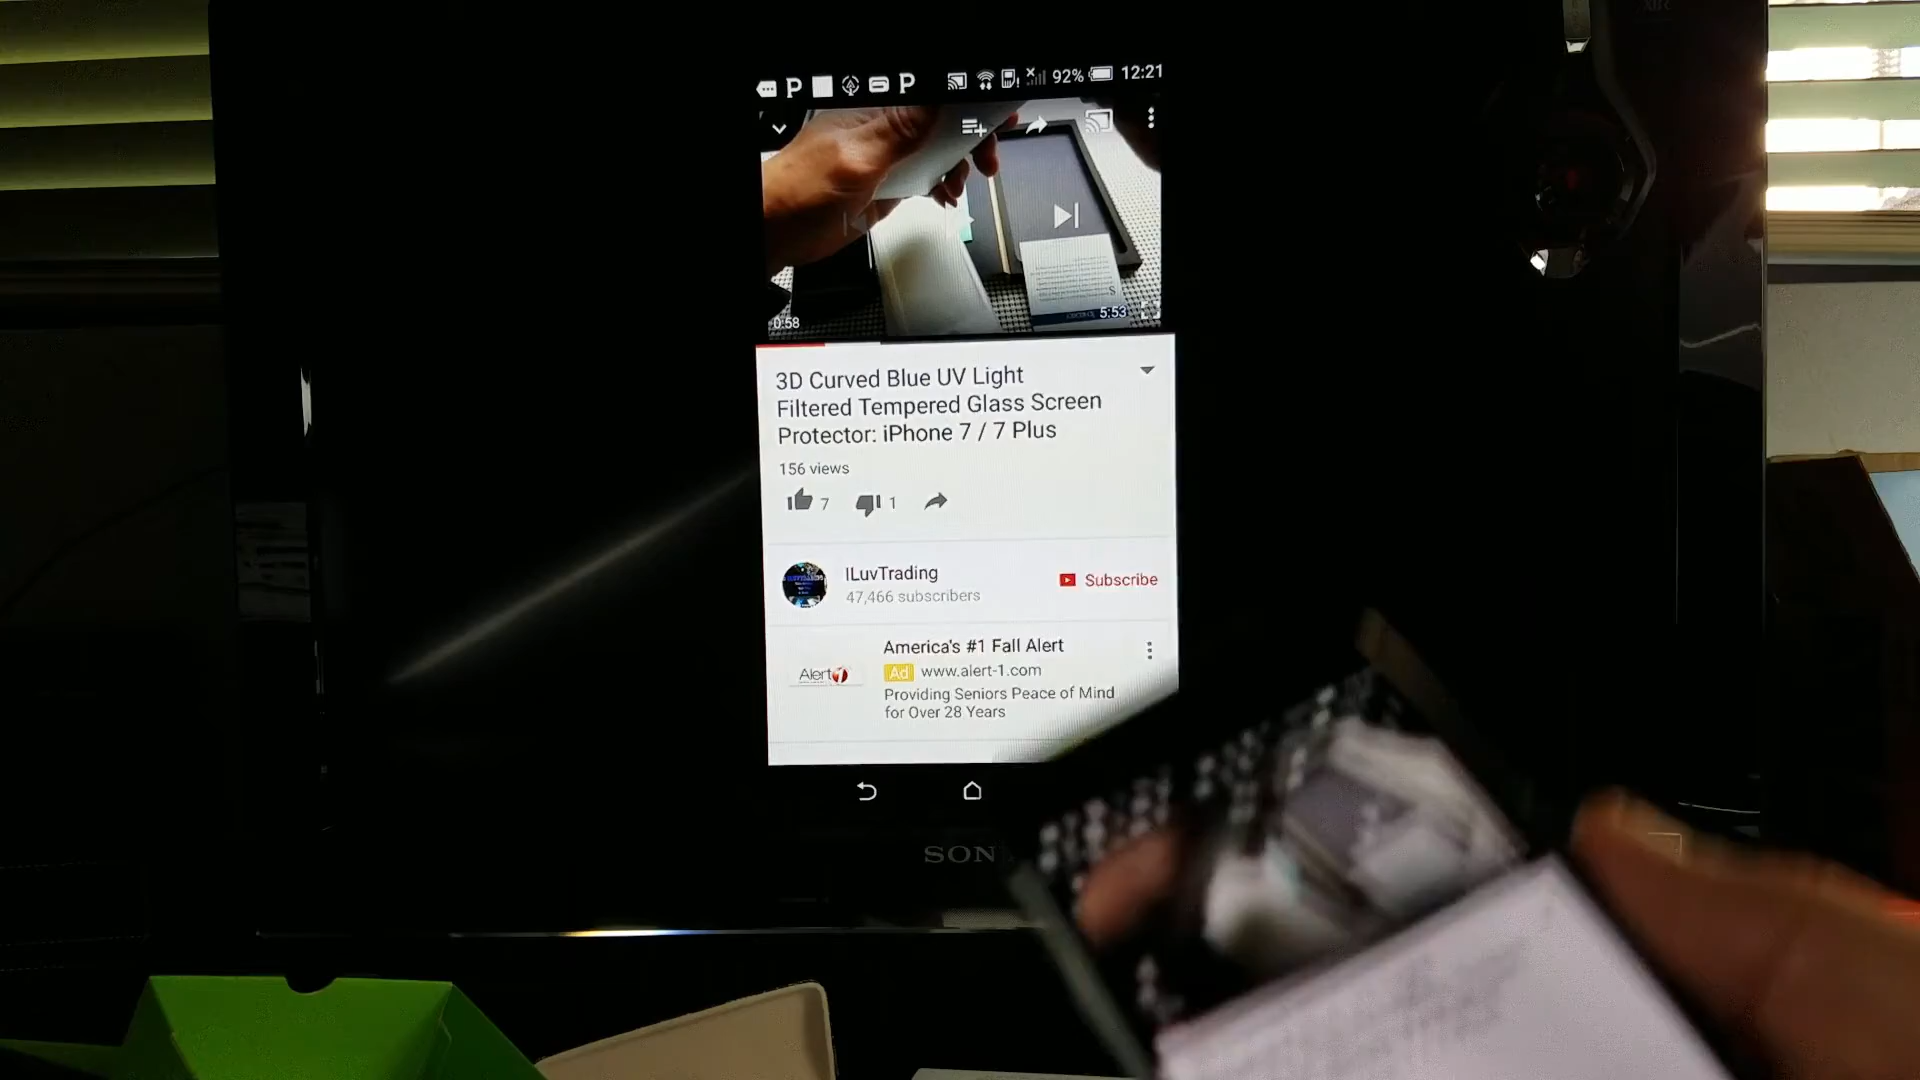 P P 92% 12:21
0:58 5:53
3D Curved Blue UV Light
Filtered Tempered Glass Screen
Protector: iPhone 7 / 7 Plus
156 views
7 1
ILuvTrading
47,466 subscribers
Subscribe
America's #1 Fall Alert
Alert 1
Ad www.alert-1.com
Providing Seniors Peace of Mind
for Over 28 Years
SON